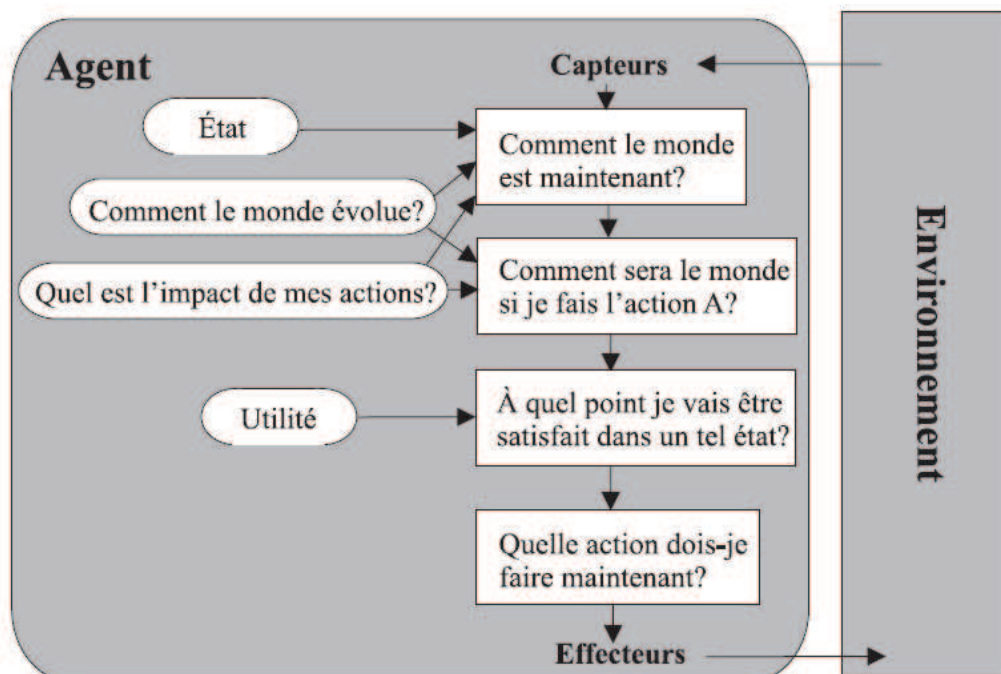 Agent
Capteurs
État
Comment le monde
est maintenant?
Comment le monde évolue?
Quel est l'impact de mes actions?
Comment sera le monde
si je fais l'action A?
Utilité
À quel point je vais être
satisfait dans un tel état?
Quelle action dois-je
faire maintenant?
Effecteurs
Environnement